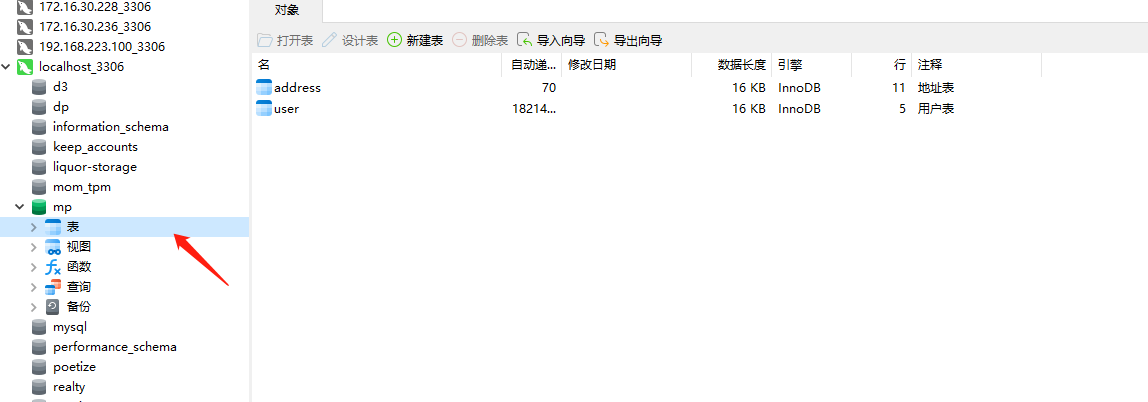 172.16.30.228_3306
172.16.30.236_3306
192.168.223.100_3306
localhost_3306
d3
dp
information_schema
keep_accounts
liquor-storage
mom_tpm
mp
表
视图
函数
查询
备份
mysql
performance_schema
poetize
realty
对象
打开表 设计表 新建表 删除表 导入向导 导出向导
名 自动递... 修改日期 数据长度 引擎 行 注释
address 70 16 KB InnoDB 11 地址表
user 18214... 16 KB InnoDB 5 用户表